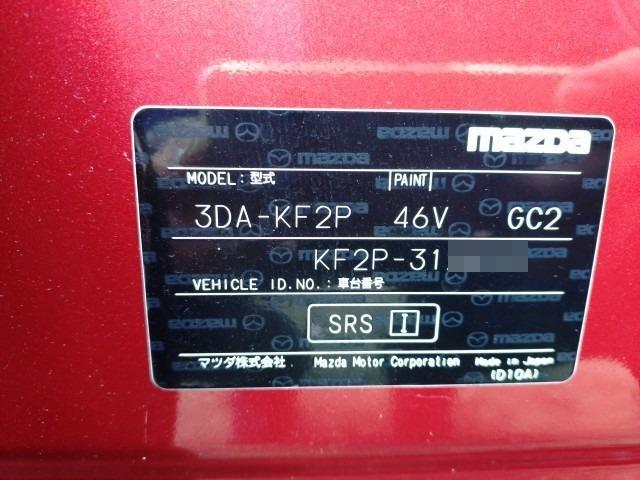 mazda
MODEL: 型式 |PAINT|
3DA-KF2P 46V GC2
KF2P-31
VEHICLE ID.NO.: 車台番号
SRS I
マツダ株式会社 Mazda Motor Corporation Made in Japan
(D10A)